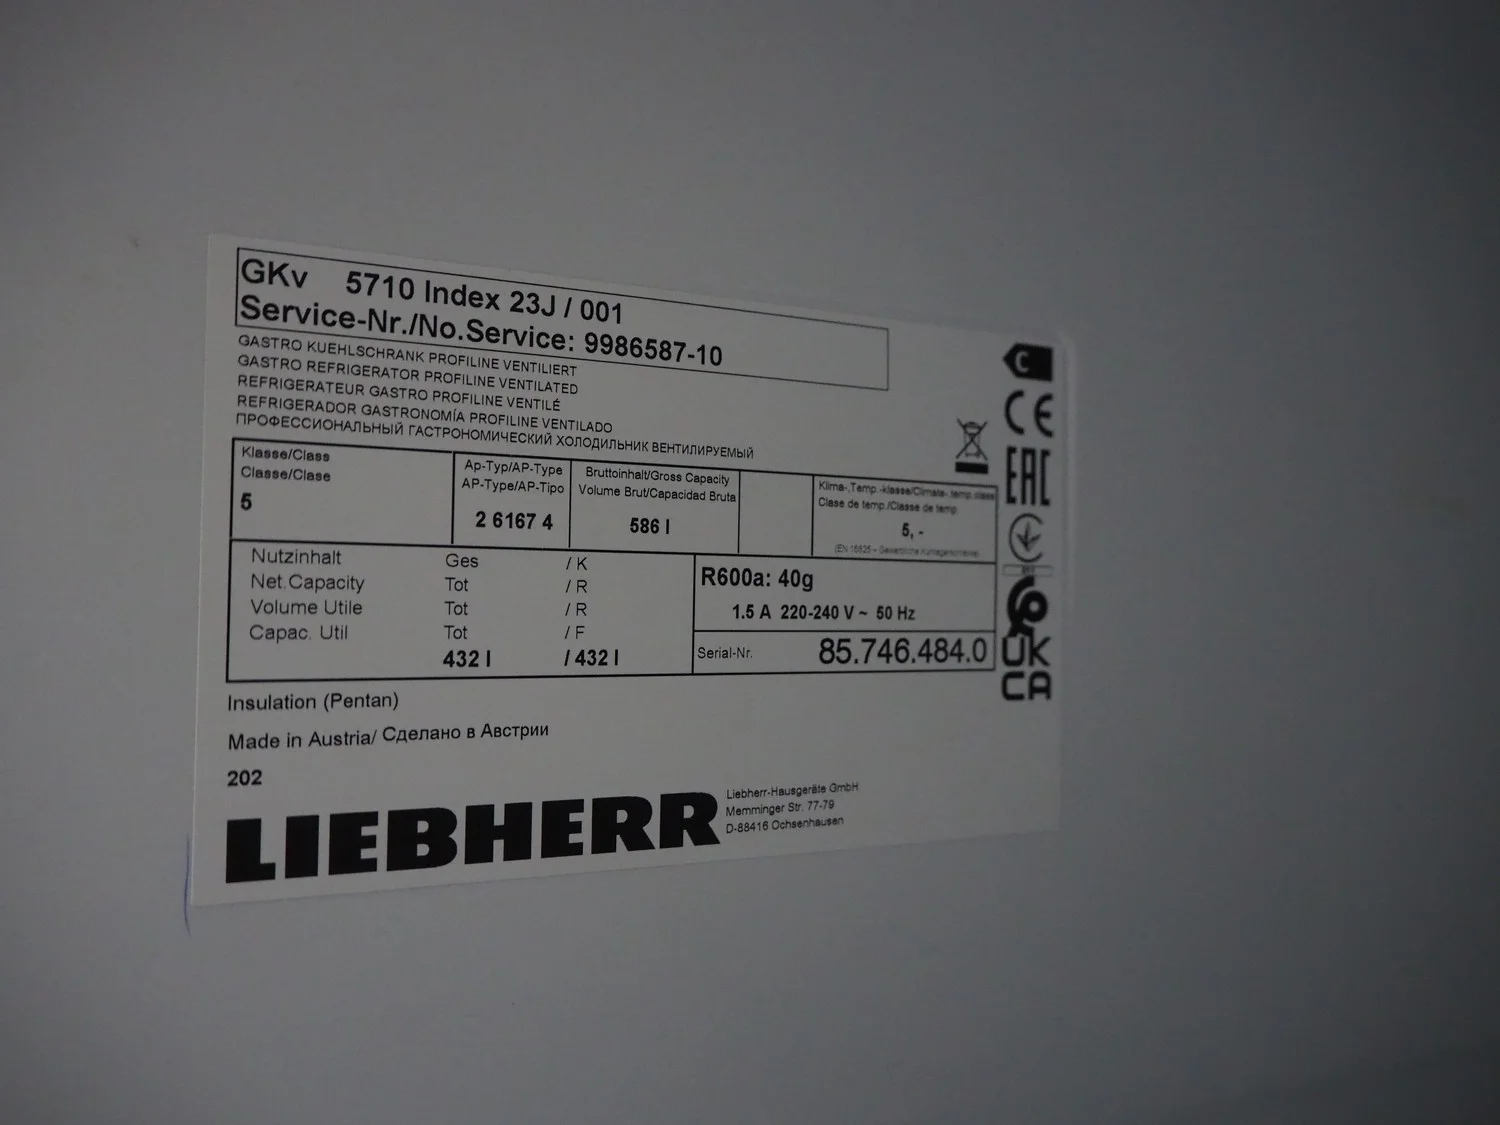 GKv 5710 Index 23J / 001
Service-Nr./No.Service: 9986587-10
GASTRO KUEHLSCHRANK PROFILINE VENTILIERT
GASTRO REFRIGERATOR PROFILINE VENTILATED
REFRIGERATEUR GASTRO PROFILINE VENTILÉ
REFRIGERADOR GASTRONOMÍA PROFILINE VENTILADO
ПРОФЕССИОНАЛЬНЫЙ ГАСТРОНОМИЧЕСКИЙ ХОЛОДИЛЬНИК ВЕНТИЛИРУЕМЫЙ
Klasse/Class
Classe/Clase
5
Ap-Typ/AP-Type
AP-Type/AP-Tipo
2 6167 4
Bruttoinhalt/Gross Capacity
Volume Brut/Capacidad Bruta
586 l
Klima-,Temp.-klasse/Climate-,temp.class
Clase de temp./Classe de temp.
5, -
Nutzinhalt Ges / K
Net.Capacity Tot / R
Volume Utile Tot / R
Capac. Util Tot / F
432 l / 432 l
R600a: 40g
1.5 A 220-240 V ~ 50 Hz
Serial-Nr. 85.746.484.0
Insulation (Pentan)
Made in Austria/ Сделано в Австрии
202
LIEBHERR
Liebherr-Hausgeräte GmbH
Memminger Str. 77-79
D-88416 Ochsenhausen
C
CE
EAC
UK
CA